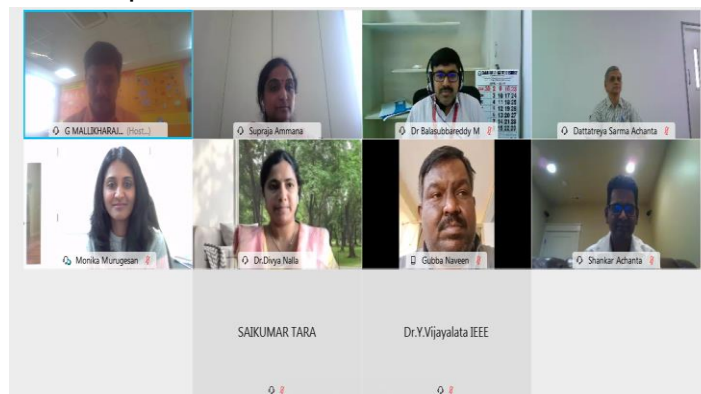 G MALLIKHARAJ... (Host...)
Supraja Ammana
Dr Balasubbareddy M
Dattatreya Sarma Achanta
Monika Murugesan
Dr.Divya Nalla
Gubba Naveen
Shankar Achanta
SAIKUMAR TARA
Dr.Y.Vijayalata IEEE